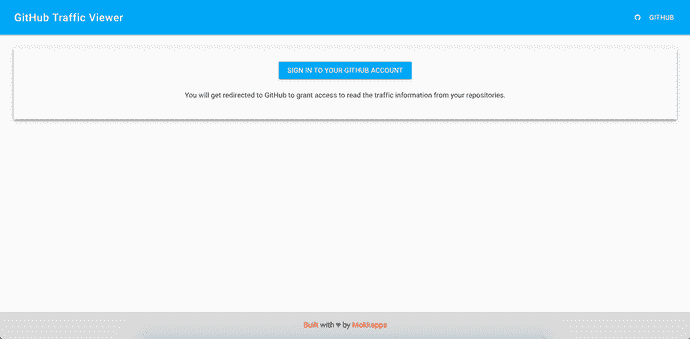 GitHub Traffic Viewer
GITHUB
SIGN IN TO YOUR GITHUB ACCOUNT
You will get redirected to GitHub to grant access to read the traffic information from your repositories.
Built with ♥ by Mokkapps